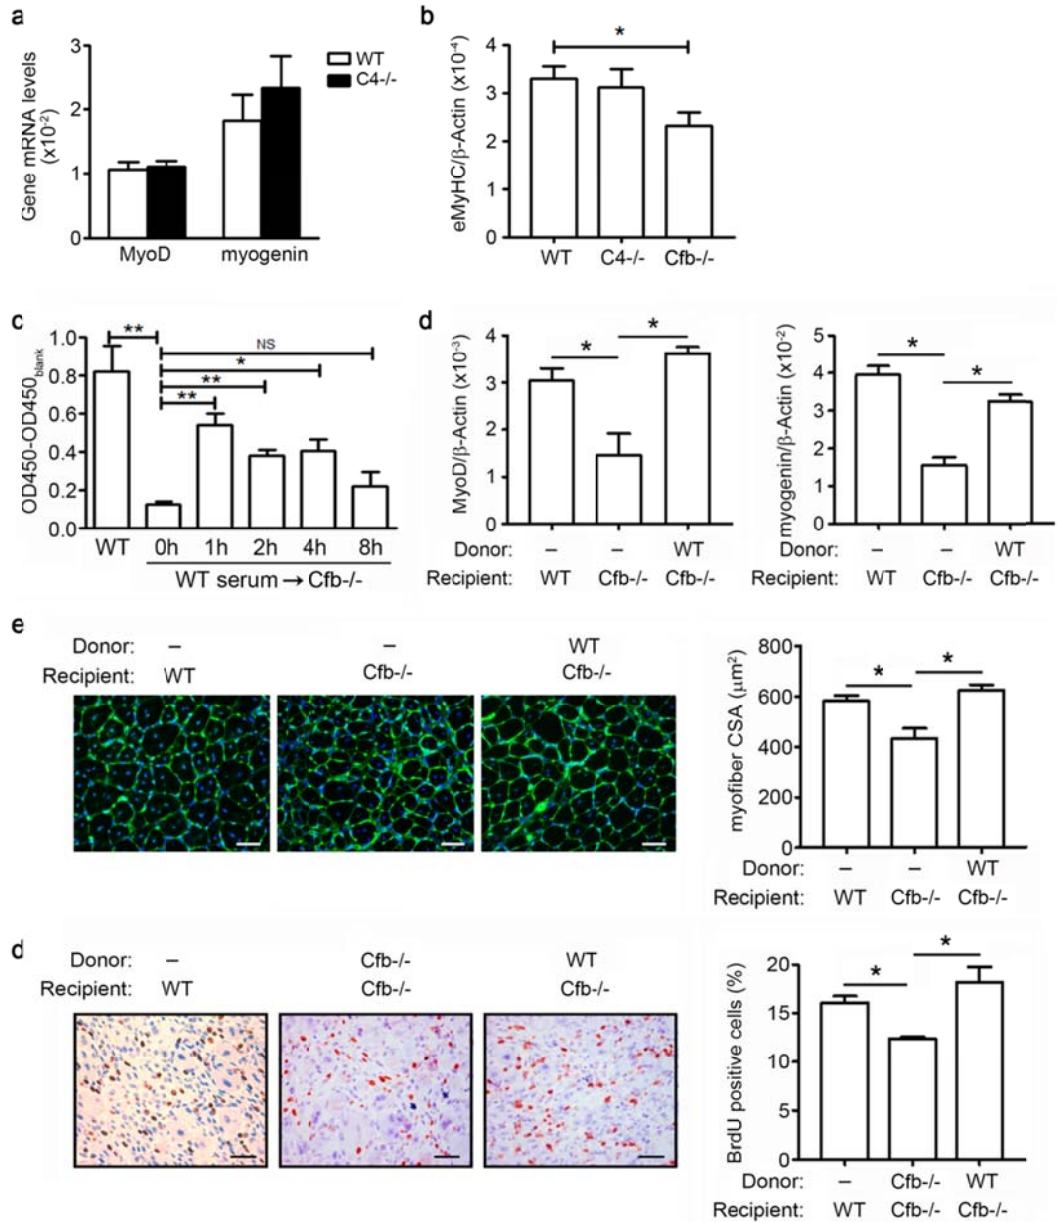 a
b
3
2
1
0
Gene mRNA levels
(x10-2)
WT
C4-/-
MyoD
myogenin
4
3
2
1
0
eMyHC/β-Actin (x10-4)
*
WT
C4-/-
Cfb-/-
c
d
1.0
0.8
0.6
0.4
0.2
0.0
OD450-OD450blank
**
NS
*
**
**
WT
0h
1h
2h
4h
8h
WT serum → Cfb-/-
4
3
2
1
0
MyoD/β-Actin (x10-3)
*
*
Donor: – – WT
Recipient: WT Cfb-/- Cfb-/-
5
4
3
2
1
0
myogenin/β-Actin (x10-2)
*
*
– – WT
WT Cfb-/- Cfb-/-
e
Donor: – – WT
Recipient: WT Cfb-/- Cfb-/-
800
600
400
200
0
myofiber CSA (μm2)
*
*
Donor: – – WT
Recipient: WT Cfb-/- Cfb-/-
d
Donor: – Cfb-/- WT
Recipient: WT Cfb-/- Cfb-/-
20
15
10
5
0
BrdU positive cells (%)
*
*
Donor: – Cfb-/- WT
Recipient: WT Cfb-/- Cfb-/-